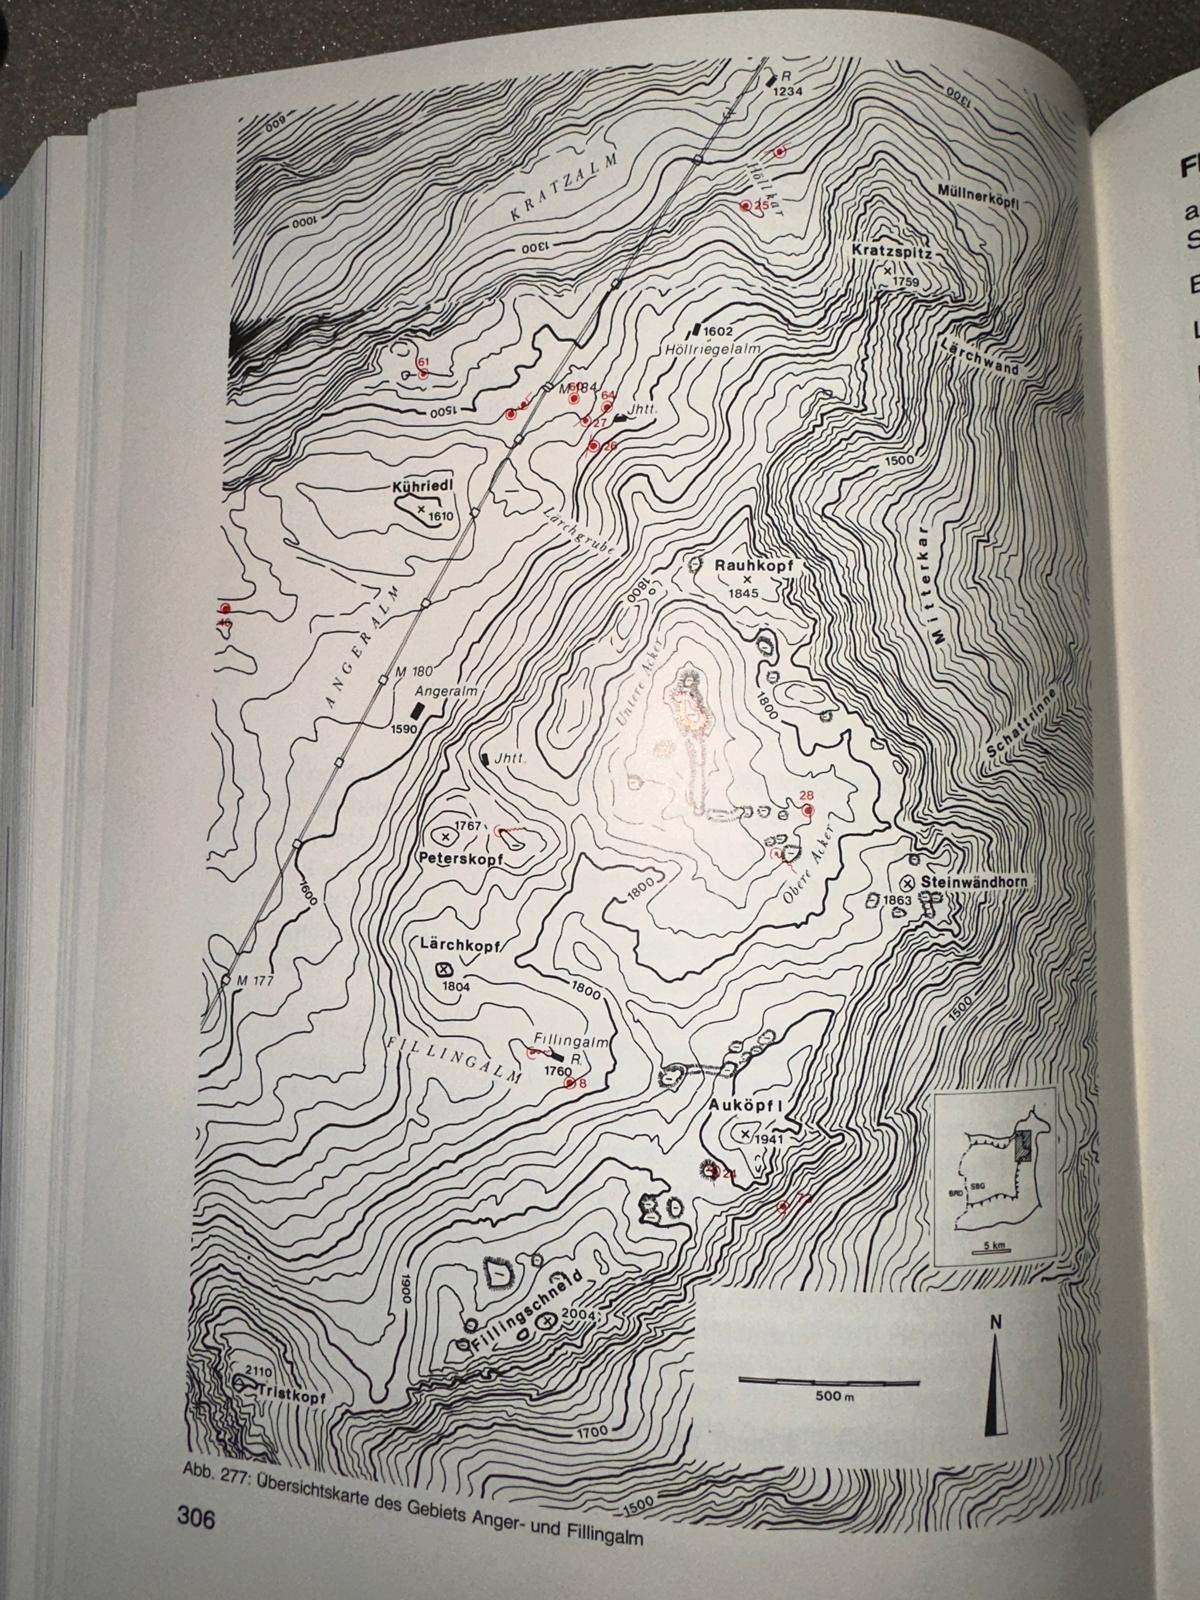 600
R
1234
1300
KRATZALM
Höllkar
25
Müllnerköpfl
1000
1300
Kratzspitz
1759
1602
Höllriegelalm
Lärchwand
61
M 184
64
Jhtt.
1500
27
26
1500
Kühriedl
1610
Lärchgrube
Mitterkar
Rauhkopf
1845
1800
ANGERALM
Untere Äcker
M 180
Angeralm
1590
1800
Schattrinne
Jhtt.
28
1767
Peterskopf
Obere Äcker
1600
1800
Steinwändhorn
1863
Lärchkopf
1804
M 177
1800
1500
FILLINGALM
Fillingalm
R.
1760
8
Auköpfl
1941
24
BRD
SBG
5 km
1900
Fillingschneid
2004
N
2110
Tristkopf
500 m
1700
1500
Abb. 277: Übersichtskarte des Gebiets Anger- und Fillingalm
306